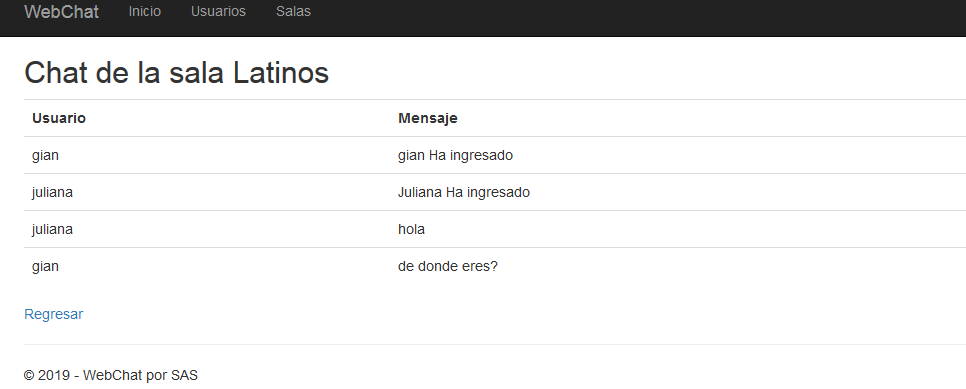 WebChat Inicio Usuarios Salas
Chat de la sala Latinos
Usuario Mensaje
gian gian Ha ingresado
juliana Juliana Ha ingresado
juliana hola
gian de donde eres?
Regresar
© 2019 - WebChat por SAS